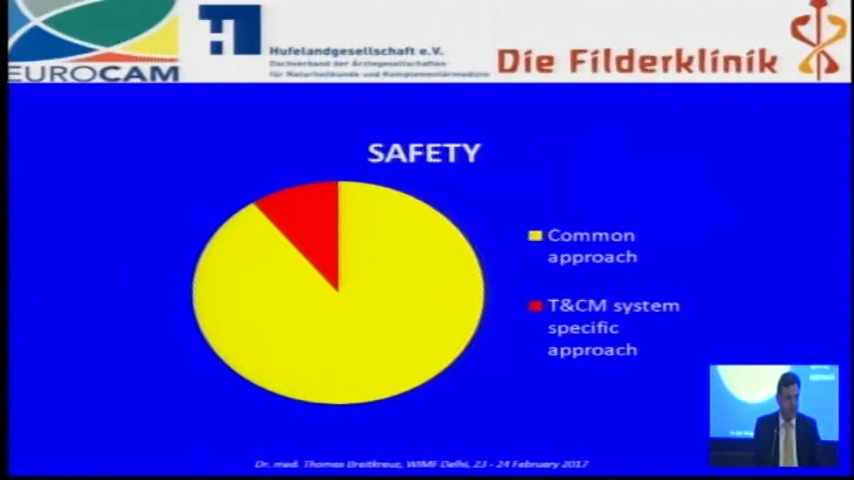 EUROCAM
Hufelandgesellschaft e.V.
Dachverband der Ärztegesellschaften
für Naturheilkunde und Komplementärmedizin
H
Die Filderklinik
SAFETY
Common
approach
T&CM system
specific
approach
Dr. med. Thomas Breitkreuz, WIMF Delhi, 23 - 24 February 2017